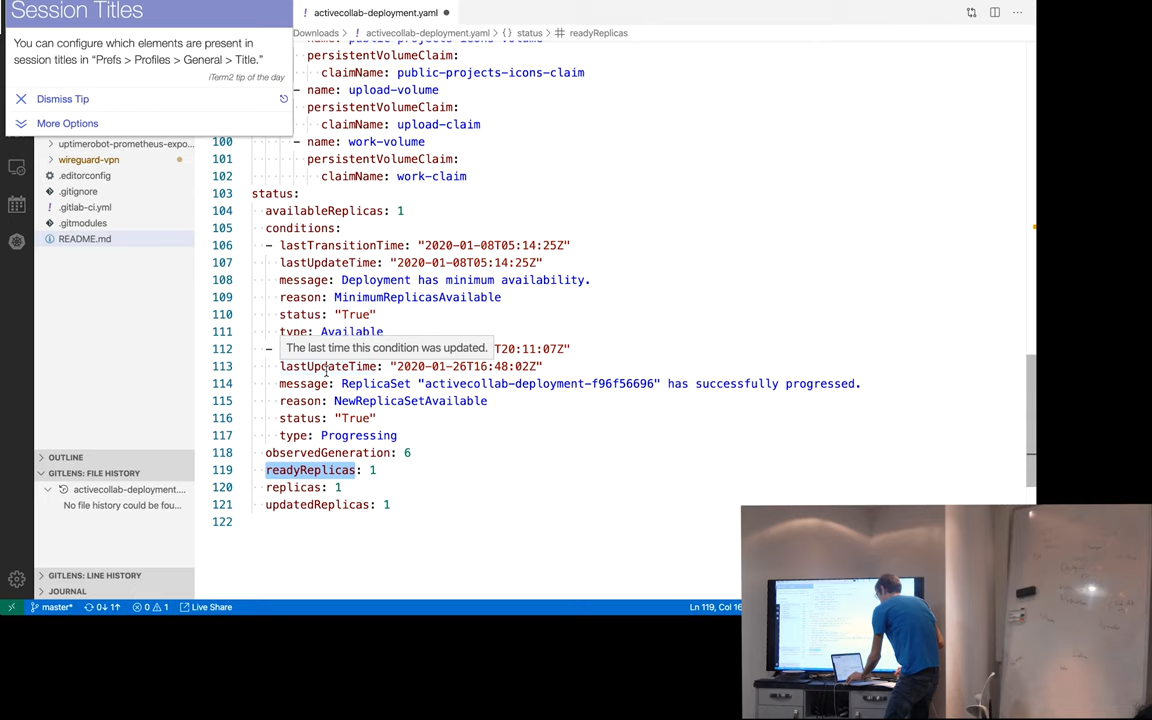 Session Titles
You can configure which elements are present in
session titles in “Prefs > Profiles > General > Title.”
iTerm2 tip of the day
Dismiss Tip
More Options
activecollab-deployment.yaml
Downloads > ! activecollab-deployment.yaml > {} status > # readyReplicas
uptimerobot-prometheus-expo...
wireguard-vpn
.editorconfig
.gitignore
.gitlab-ci.yml
.gitmodules
README.md
OUTLINE
GITLENS: FILE HISTORY
activecollab-deployment....
No file history could be fou...
GITLENS: LINE HISTORY
JOURNAL
name: public-projects-icons-volume
persistentVolumeClaim:
claimName: public-projects-icons-claim
- name: upload-volume
persistentVolumeClaim:
claimName: upload-claim
100 - name: work-volume
101 persistentVolumeClaim:
102 claimName: work-claim
103 status:
104 availableReplicas: 1
105 conditions:
106 - lastTransitionTime: "2020-01-08T05:14:25Z"
107 lastUpdateTime: "2020-01-08T05:14:25Z"
108 message: Deployment has minimum availability.
109 reason: MinimumReplicasAvailable
110 status: "True"
111 type: Available
The last time this condition was updated.
112 - T20:11:07Z"
113 lastUpdateTime: "2020-01-26T16:48:02Z"
114 message: ReplicaSet "activecollab-deployment-f96f56696" has successfully progressed.
115 reason: NewReplicaSetAvailable
116 status: "True"
117 type: Progressing
118 observedGeneration: 6
119 readyReplicas: 1
120 replicas: 1
121 updatedReplicas: 1
122
master* 0↓ 1↑ 0 1 Live Share
Ln 119, Col 16